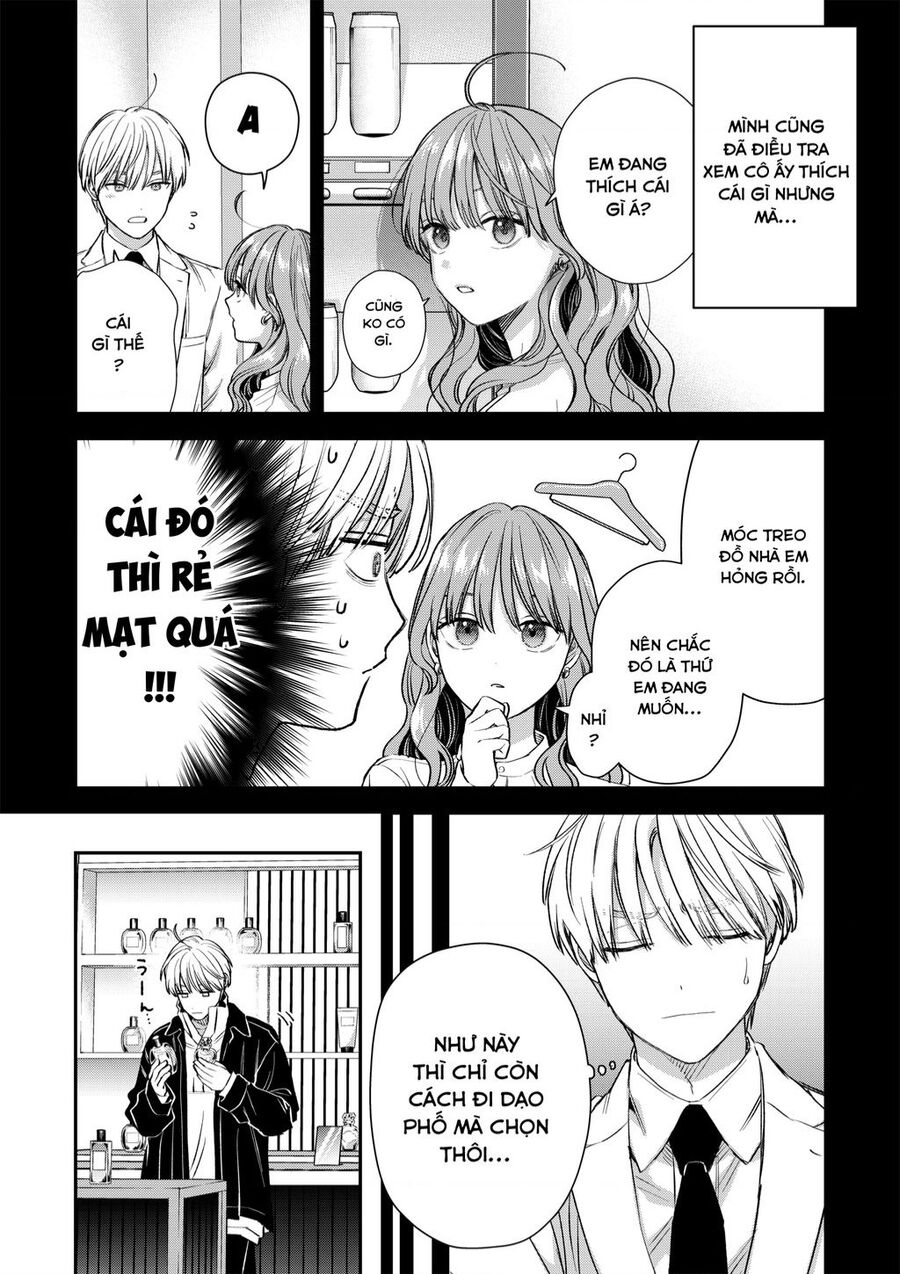 MÌNH CŨNG
ĐÃ ĐIỀU TRA
XEM CÔ ẤY THÍCH
CÁI GÌ NHƯNG
MÀ...
EM ĐANG
THÍCH CÁI
GÌ Á?
CŨNG
KO CÓ
GÌ.
A
CÁI
GÌ THẾ
?
MÓC TREO
ĐỒ NHÀ EM
HỎNG RỒI.
NÊN CHẮC
ĐÓ LÀ THỨ
EM ĐANG
MUỐN...
NHỈ
?
CÁI ĐÓ
THÌ RẺ
MẠT QUÁ
!!!
NHƯ NÀY
THÌ CHỈ CÒN
CÁCH ĐI DẠO
PHỐ MÀ CHỌN
THÔI...
うーん…